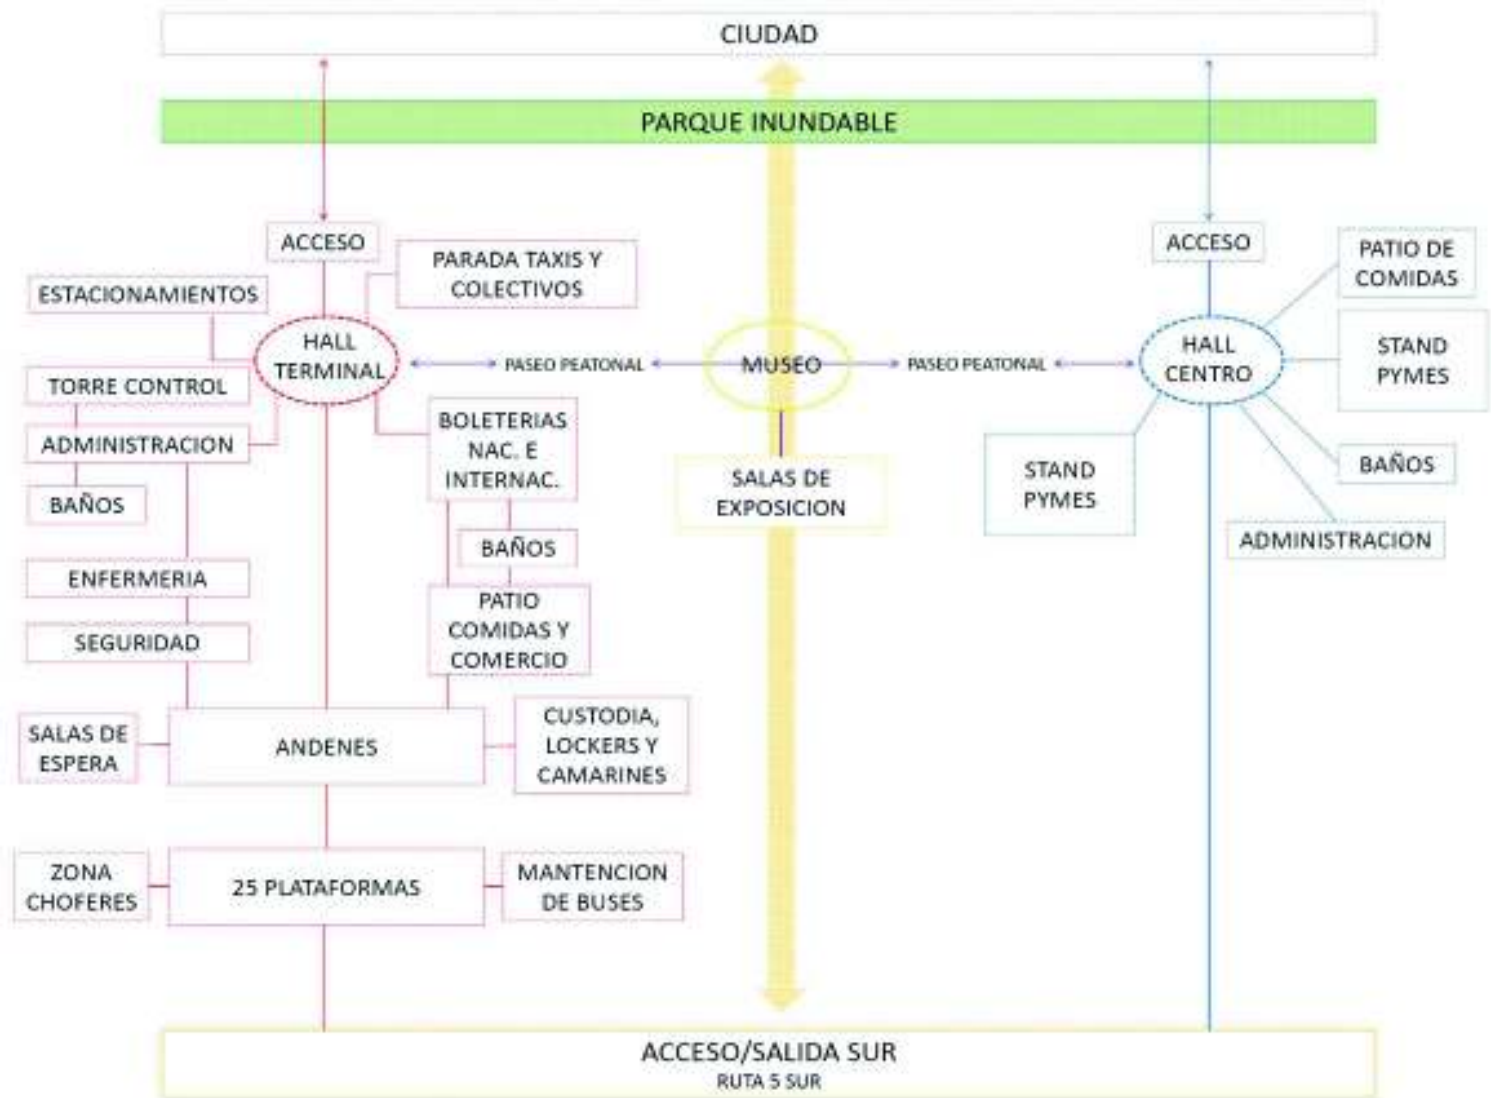 CIUDAD
PARQUE INUNDABLE
ACCESO
PARADA TAXIS Y
COLECTIVOS
ESTACIONAMIENTOS
HALL
TERMINAL
TORRE CONTROL
ADMINISTRACION
BAÑOS
ENFERMERIA
SEGURIDAD
BOLETERIAS
NAC. E
INTERNAC.
BAÑOS
PATIO
COMIDAS Y
COMERCIO
SALAS DE
ESPERA
ANDENES
CUSTODIA,
LOCKERS Y
CAMARINES
ZONA
CHOFERES
25 PLATAFORMAS
MANTENCION
DE BUSES
PASEO PEATONAL
MUSEO
PASEO PEATONAL
SALAS DE
EXPOSICION
ACCESO
HALL
CENTRO
PATIO DE
COMIDAS
STAND
PYMES
BAÑOS
STAND
PYMES
ADMINISTRACION
ACCESO/SALIDA SUR
RUTA 5 SUR